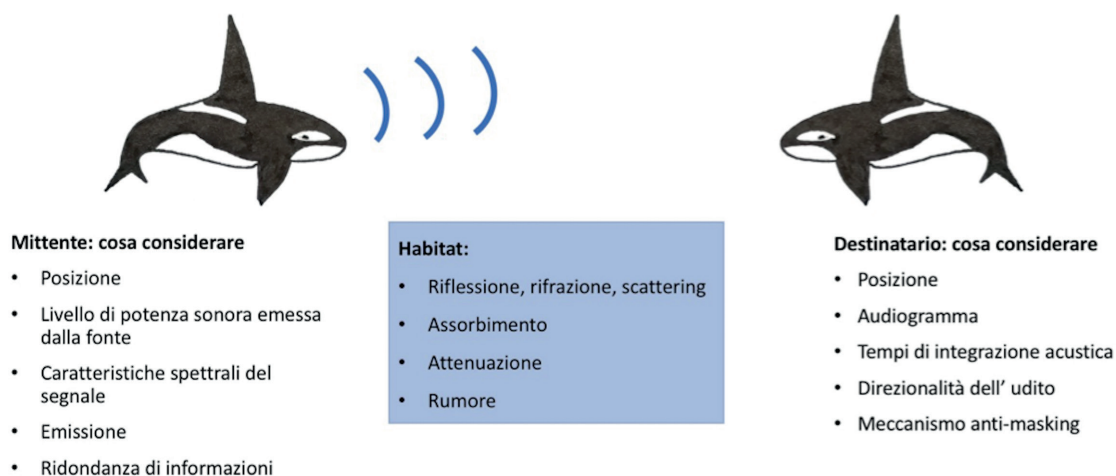 Mittente: cosa considerare
• Posizione
• Livello di potenza sonora emessa
dalla fonte
• Caratteristiche spettrali del
segnale
• Emissione
• Ridondanza di informazioni
Habitat:
• Riflessione, rifrazione, scattering
• Assorbimento
• Attenuazione
• Rumore
Destinatario: cosa considerare
• Posizione
• Audiogramma
• Tempi di integrazione acustica
• Direzionalità dell' udito
• Meccanismo anti-masking